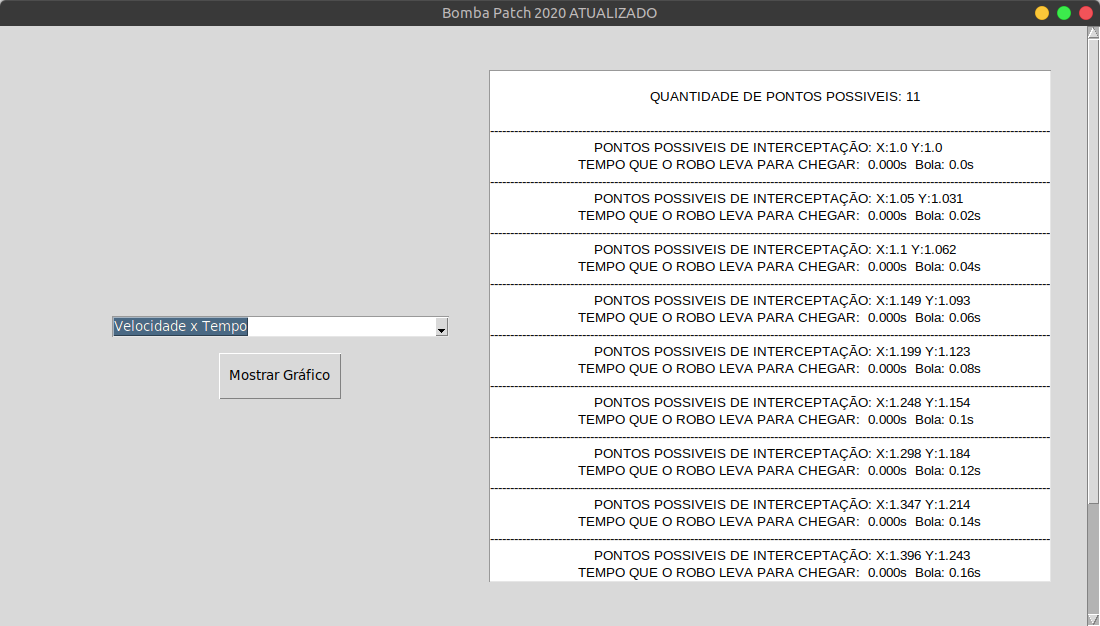 Bomba Patch 2020 ATUALIZADO
Velocidade x Tempo
Mostrar Gráfico
QUANTIDADE DE PONTOS POSSIVEIS: 11
PONTOS POSSIVEIS DE INTERCEPTAÇÃO: X:1.0 Y:1.0
TEMPO QUE O ROBO LEVA PARA CHEGAR:  0.000s  Bola: 0.0s
PONTOS POSSIVEIS DE INTERCEPTAÇÃO: X:1.05 Y:1.031
TEMPO QUE O ROBO LEVA PARA CHEGAR:  0.000s  Bola: 0.02s
PONTOS POSSIVEIS DE INTERCEPTAÇÃO: X:1.1 Y:1.062
TEMPO QUE O ROBO LEVA PARA CHEGAR:  0.000s  Bola: 0.04s
PONTOS POSSIVEIS DE INTERCEPTAÇÃO: X:1.149 Y:1.093
TEMPO QUE O ROBO LEVA PARA CHEGAR:  0.000s  Bola: 0.06s
PONTOS POSSIVEIS DE INTERCEPTAÇÃO: X:1.199 Y:1.123
TEMPO QUE O ROBO LEVA PARA CHEGAR:  0.000s  Bola: 0.08s
PONTOS POSSIVEIS DE INTERCEPTAÇÃO: X:1.248 Y:1.154
TEMPO QUE O ROBO LEVA PARA CHEGAR:  0.000s  Bola: 0.1s
PONTOS POSSIVEIS DE INTERCEPTAÇÃO: X:1.298 Y:1.184
TEMPO QUE O ROBO LEVA PARA CHEGAR:  0.000s  Bola: 0.12s
PONTOS POSSIVEIS DE INTERCEPTAÇÃO: X:1.347 Y:1.214
TEMPO QUE O ROBO LEVA PARA CHEGAR:  0.000s  Bola: 0.14s
PONTOS POSSIVEIS DE INTERCEPTAÇÃO: X:1.396 Y:1.243
TEMPO QUE O ROBO LEVA PARA CHEGAR:  0.000s  Bola: 0.16s